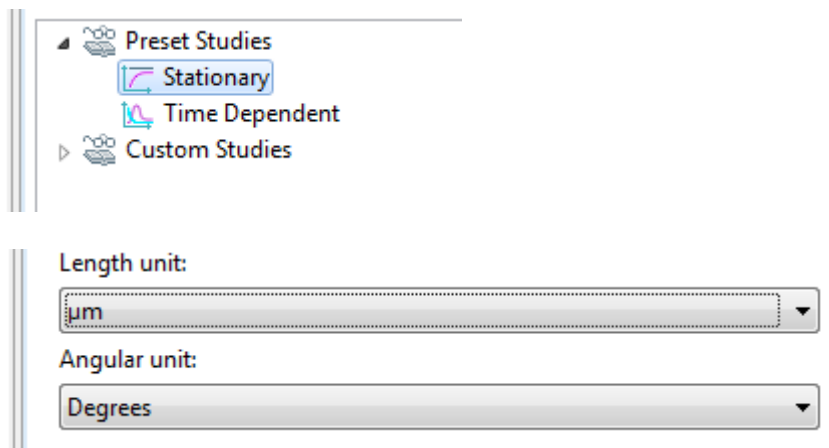 Preset Studies
Stationary
Time Dependent
Custom Studies
Length unit:
µm
Angular unit:
Degrees